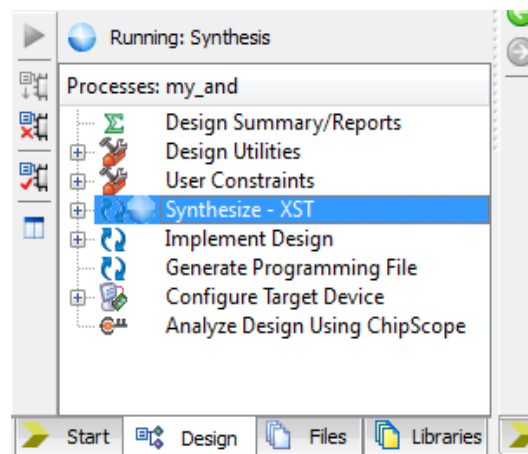 Running: Synthesis
Processes: my_and
Design Summary/Reports
Design Utilities
User Constraints
Synthesize - XST
Implement Design
Generate Programming File
Configure Target Device
Analyze Design Using ChipScope
Start Design Files Libraries